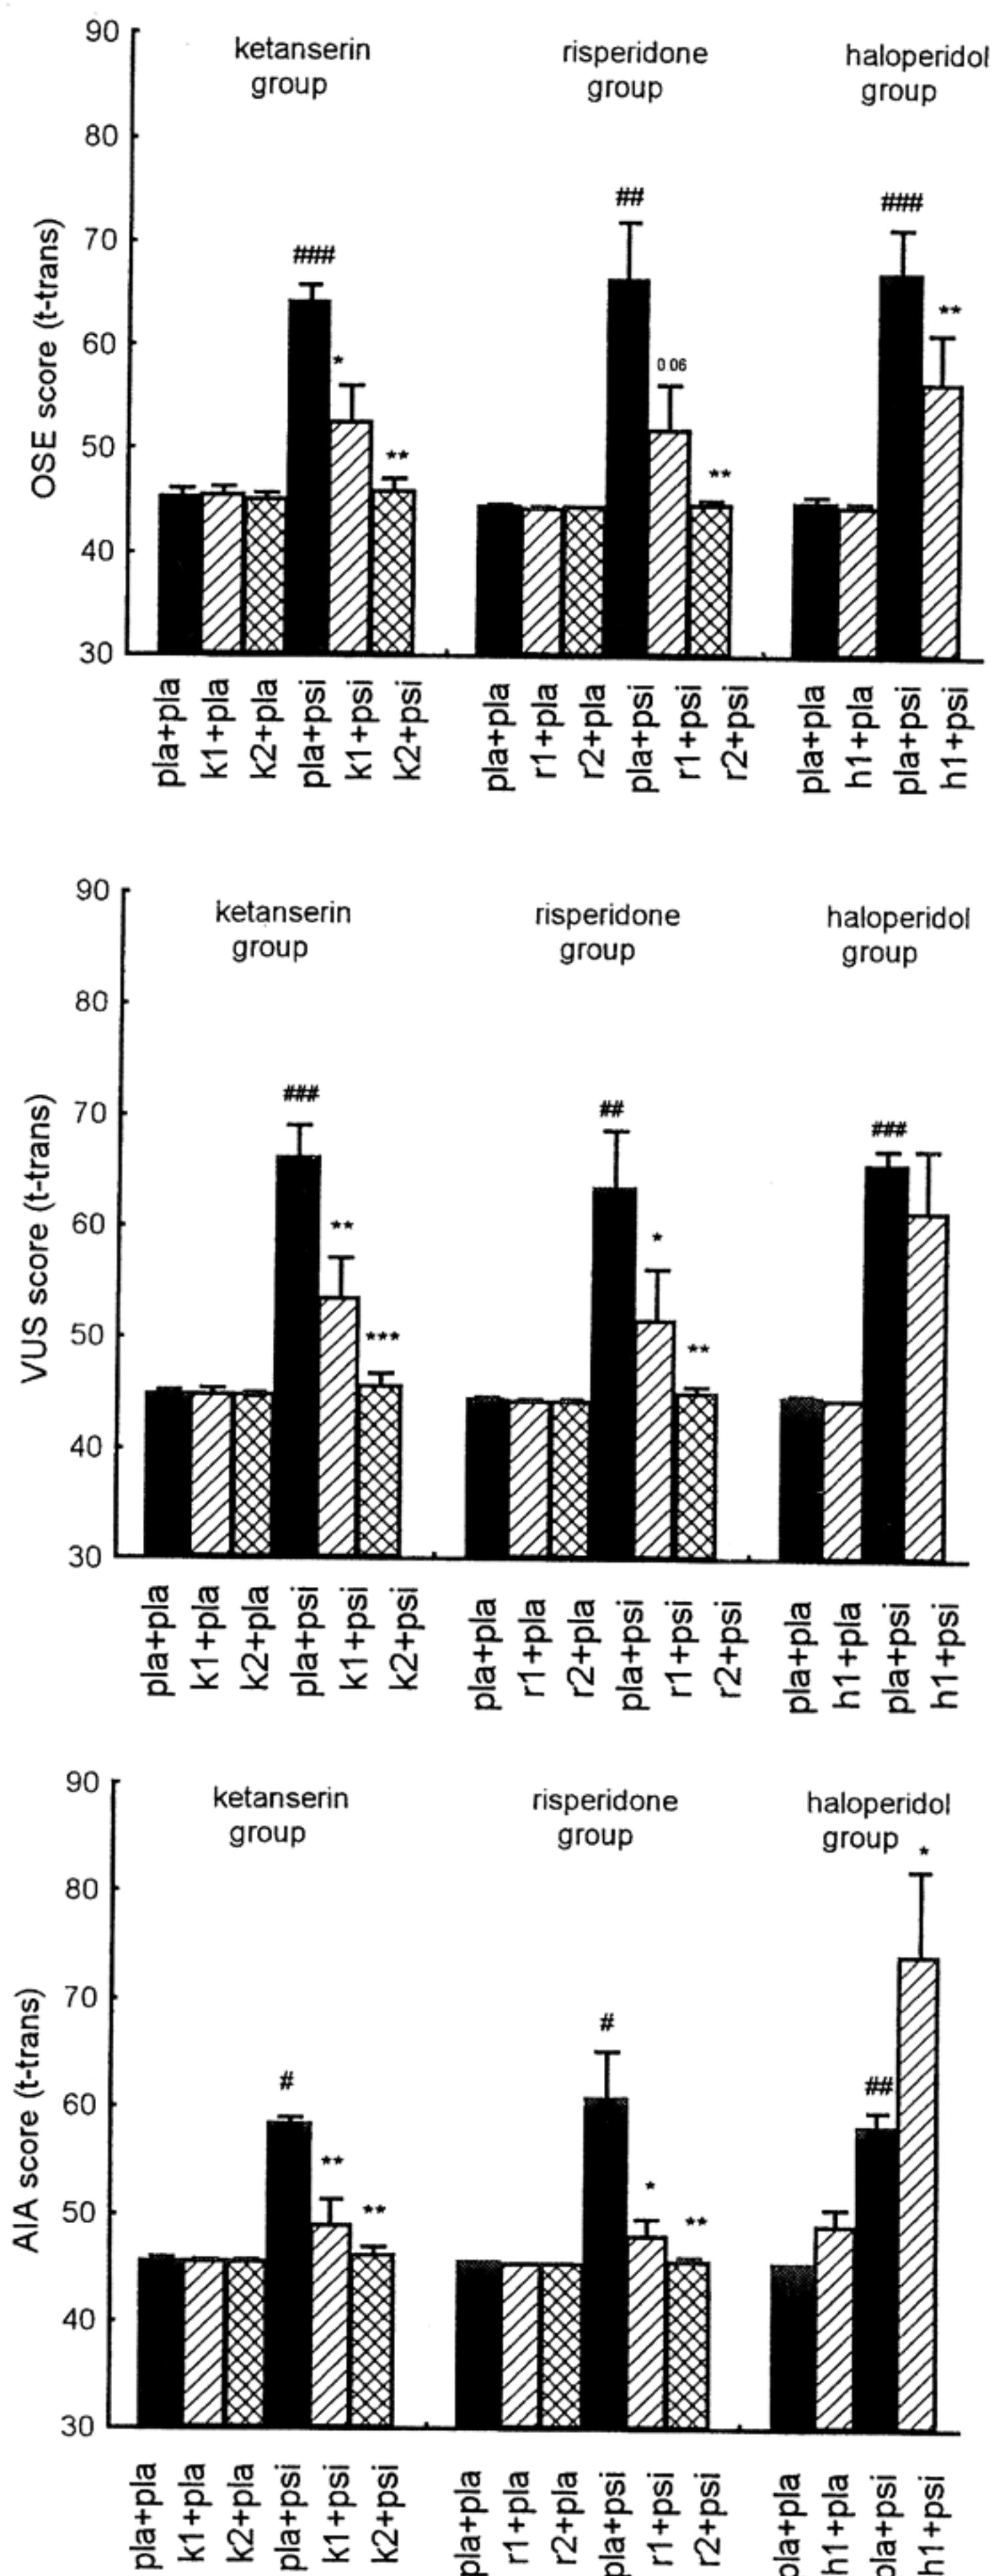 90
80
70
60
50
40
30
OSE score (t-trans)
ketanserin
group
risperidone
group
haloperidol
group
###
*
**
##
0 06
**
###
**
pla+pla
k1+pla
k2+pla
pla+psi
k1+psi
k2+psi
pla+pla
r1+pla
r2+pla
pla+psi
r1+psi
r2+psi
pla+pla
h1+pla
pla+psi
h1+psi
90
80
70
60
50
40
30
VUS score (t-trans)
ketanserin
group
risperidone
group
haloperidol
group
###
**
***
##
*
**
###
pla+pla
k1+pla
k2+pla
pla+psi
k1+psi
k2+psi
pla+pla
r1+pla
r2+pla
pla+psi
r1+psi
r2+psi
pla+pla
h1+pla
pla+psi
h1+psi
90
80
70
60
50
40
30
AIA score (t-trans)
ketanserin
group
risperidone
group
haloperidol
group
#
**
**
#
*
**
##
*
pla+pla
k1+pla
k2+pla
pla+psi
k1+psi
k2+psi
pla+pla
r1+pla
r2+pla
pla+psi
r1+psi
r2+psi
pla+pla
h1+pla
pla+psi
h1+psi